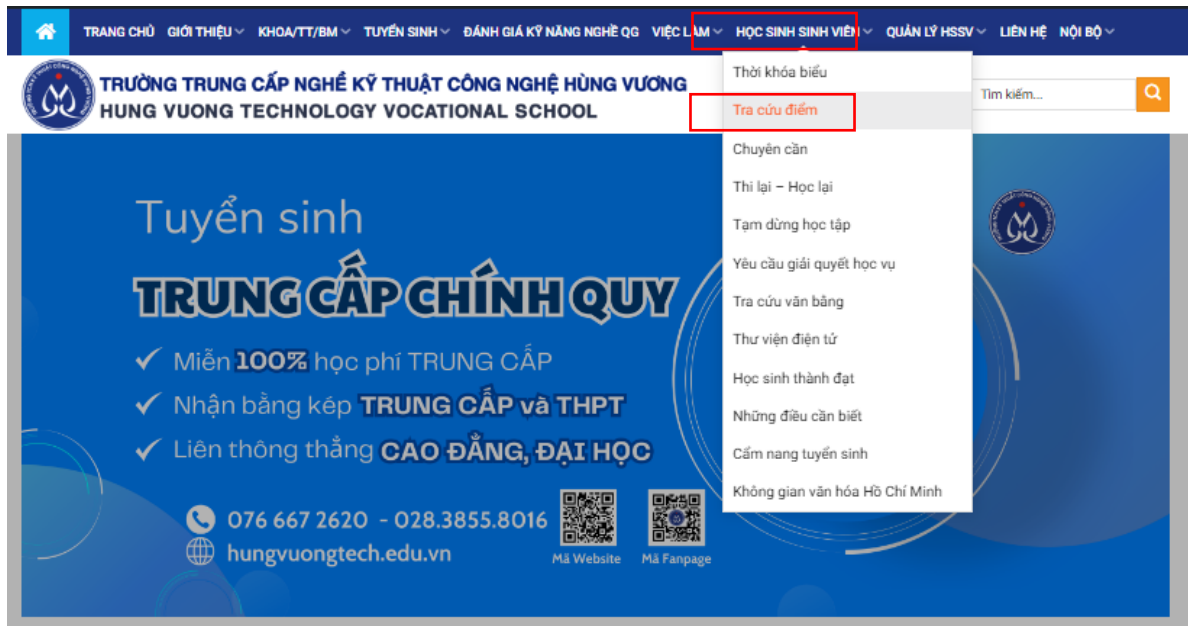 TRANG CHỦ GIỚI THIỆU KHOA/TT/BM TUYỂN SINH ĐÁNH GIÁ KỸ NĂNG NGHỀ QG VIỆC LÀM HỌC SINH SINH VIÊN QUẢN LÝ HSSV LIÊN HỆ NỘI BỘ
TRƯỜNG TRUNG CẤP NGHỀ KỸ THUẬT CÔNG NGHỆ HÙNG VƯƠNG
HUNG VUONG TECHNOLOGY VOCATIONAL SCHOOL
Tìm kiếm...
Thời khóa biểu
Tra cứu điểm
Chuyên cần
Thi lại – Học lại
Tạm dừng học tập
Yêu cầu giải quyết học vụ
Tra cứu văn bằng
Thư viện điện tử
Học sinh thành đạt
Những điều cần biết
Cẩm nang tuyển sinh
Không gian văn hóa Hồ Chí Minh
Tuyển sinh
TRUNG CẤP CHÍNH QUY
Miễn 100% học phí TRUNG CẤP
Nhận bằng kép TRUNG CẤP và THPT
Liên thông thẳng CAO ĐẲNG, ĐẠI HỌC
076 667 2620 - 028.3855.8016
hungvuongtech.edu.vn
Mã Website Mã Fanpage